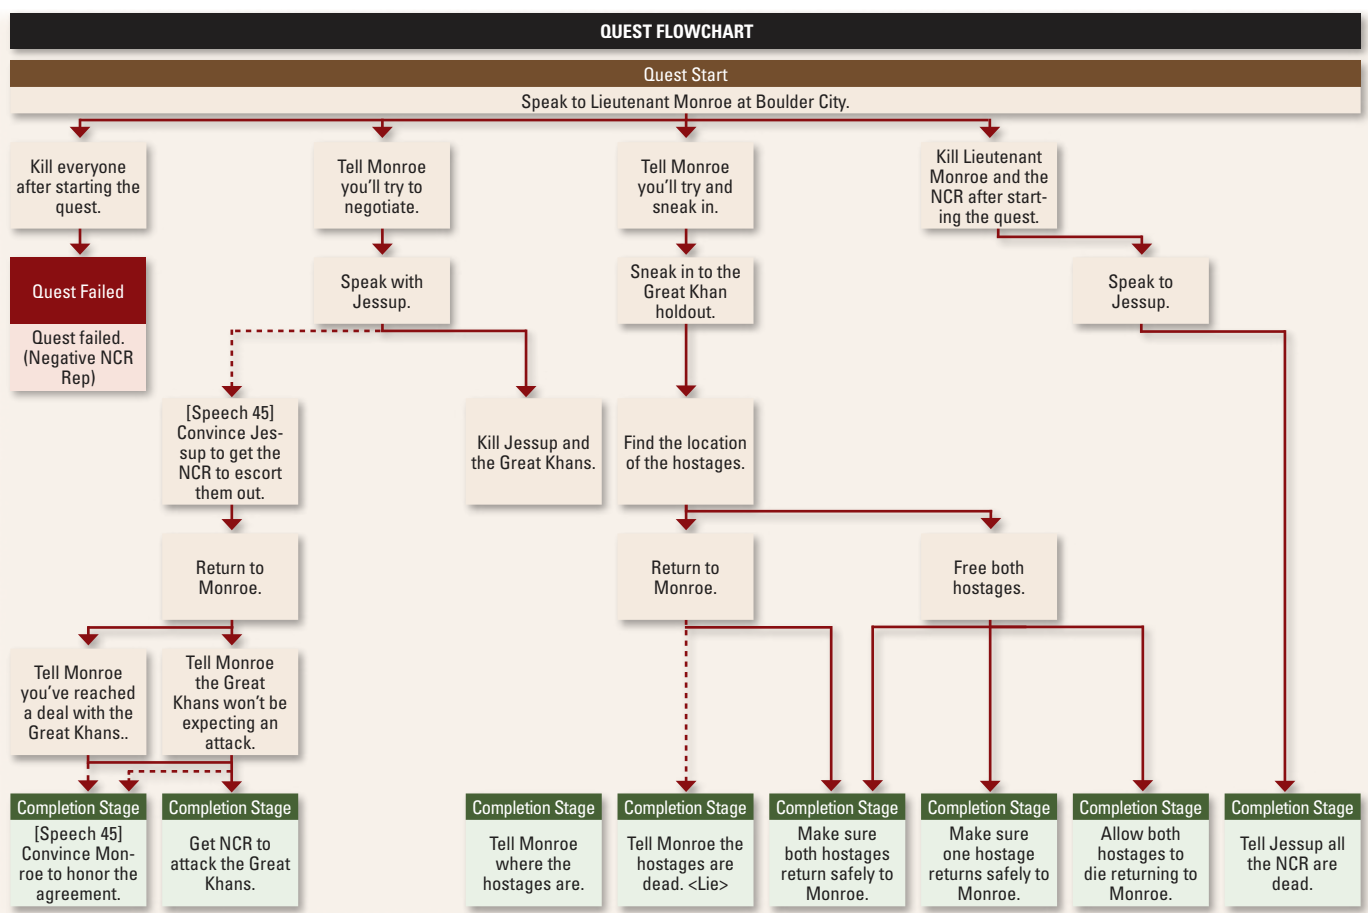 QUEST FLOWCHART
Quest Start
Speak to Lieutenant Monroe at Boulder City.
Kill everyone
after starting the
quest.
Tell Monroe
you'll try to
negotiate.
Tell Monroe
you'll try and
sneak in.
Kill Lieutenant
Monroe and the
NCR after start-
ing the quest.
Quest Failed
Quest failed.
(Negative NCR
Rep)
Speak with
Jessup.
Sneak in to the
Great Khan
holdout.
Speak to
Jessup.
[Speech 45]
Convince Jes-
sup to get the
NCR to escort
them out.
Kill Jessup and
the Great Khans.
Find the location
of the hostages.
Return to
Monroe.
Return to
Monroe.
Free both
hostages.
Tell Monroe
you've reached
a deal with the
Great Khans..
Tell Monroe
the Great
Khans won't be
expecting an
attack.
Completion Stage
[Speech 45]
Convince Mon-
roe to honor the
agreement.
Completion Stage
Get NCR to
attack the Great
Khans.
Completion Stage
Tell Monroe
where the
hostages are.
Completion Stage
Tell Monroe the
hostages are
dead. <Lie>
Completion Stage
Make sure
both hostages
return safely to
Monroe.
Completion Stage
Make sure
one hostage
returns safely to
Monroe.
Completion Stage
Allow both
hostages to
die returning to
Monroe.
Completion Stage
Tell Jessup all
the NCR are
dead.